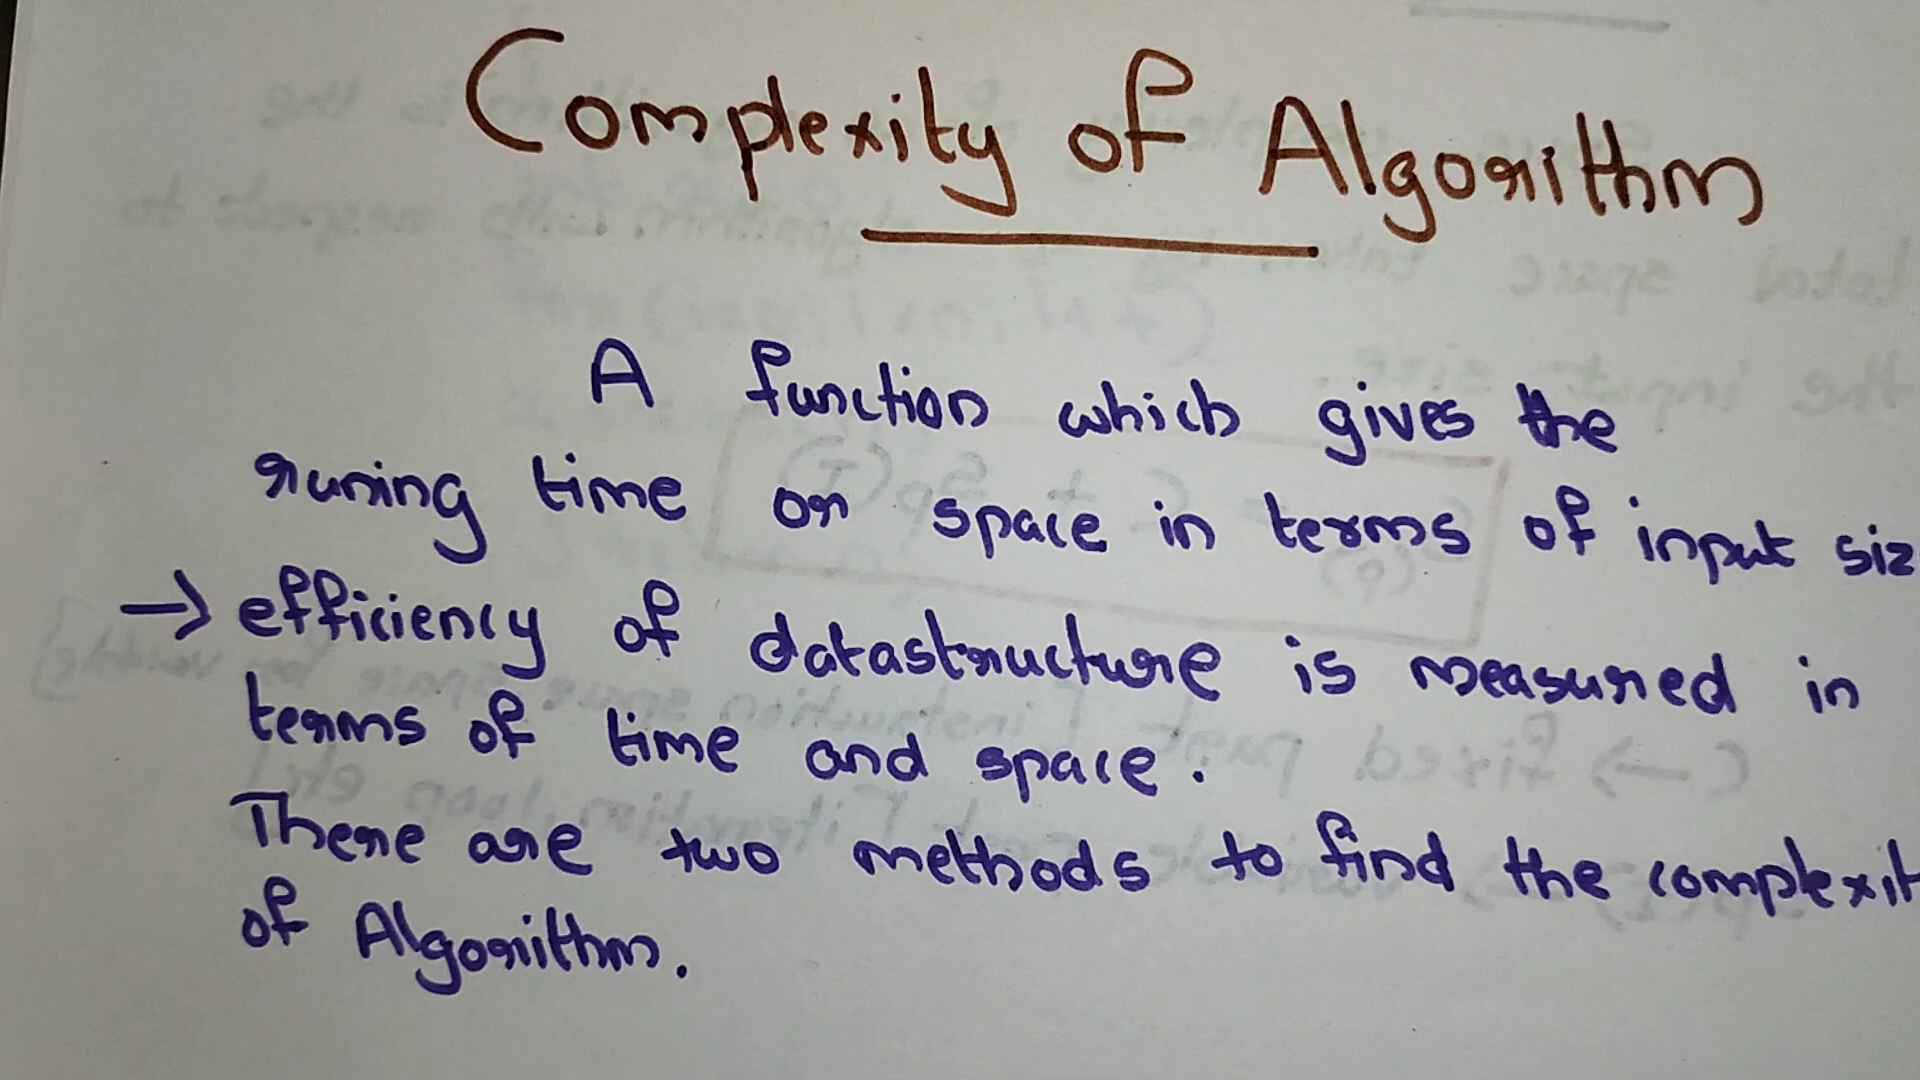 Complexity of Algorithm
A function which gives the
runing time or space in terms of input siz
→ efficiency of datastructure is measured in
terms of time and space.
There are two methods to find the complexit
of Algorithm.